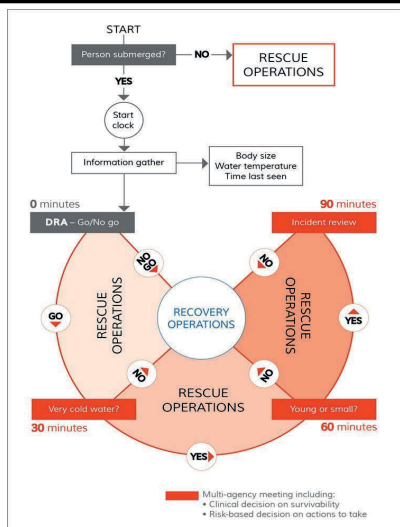 START
Person submerged?
NO
RESCUE
OPERATIONS
YES
Start
clock
Information gather
Body size
Water temperature
Time last seen
0 minutes
DRA – Go/No go
90 minutes
Incident review
NO
GO
NO
GO
RESCUE
OPERATIONS
RECOVERY
OPERATIONS
RESCUE
OPERATIONS
YES
NO
RESCUE
OPERATIONS
NO
Very cold water?
30 minutes
Young or small?
60 minutes
YES
Multi-agency meeting including:
• Clinical decision on survivability
• Risk-based decision on actions to take